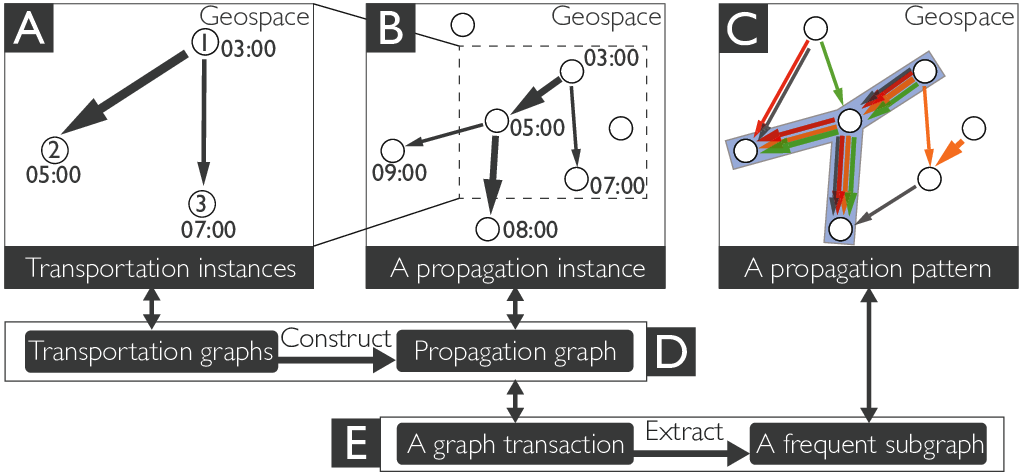 A
Geospace
1
03:00
2
05:00
3
07:00
Transportation instances
B
Geospace
03:00
05:00
09:00
07:00
08:00
A propagation instance
C
Geospace
A propagation pattern
Transportation graphs
Construct
Propagation graph
D
E
A graph transaction
Extract
A frequent subgraph